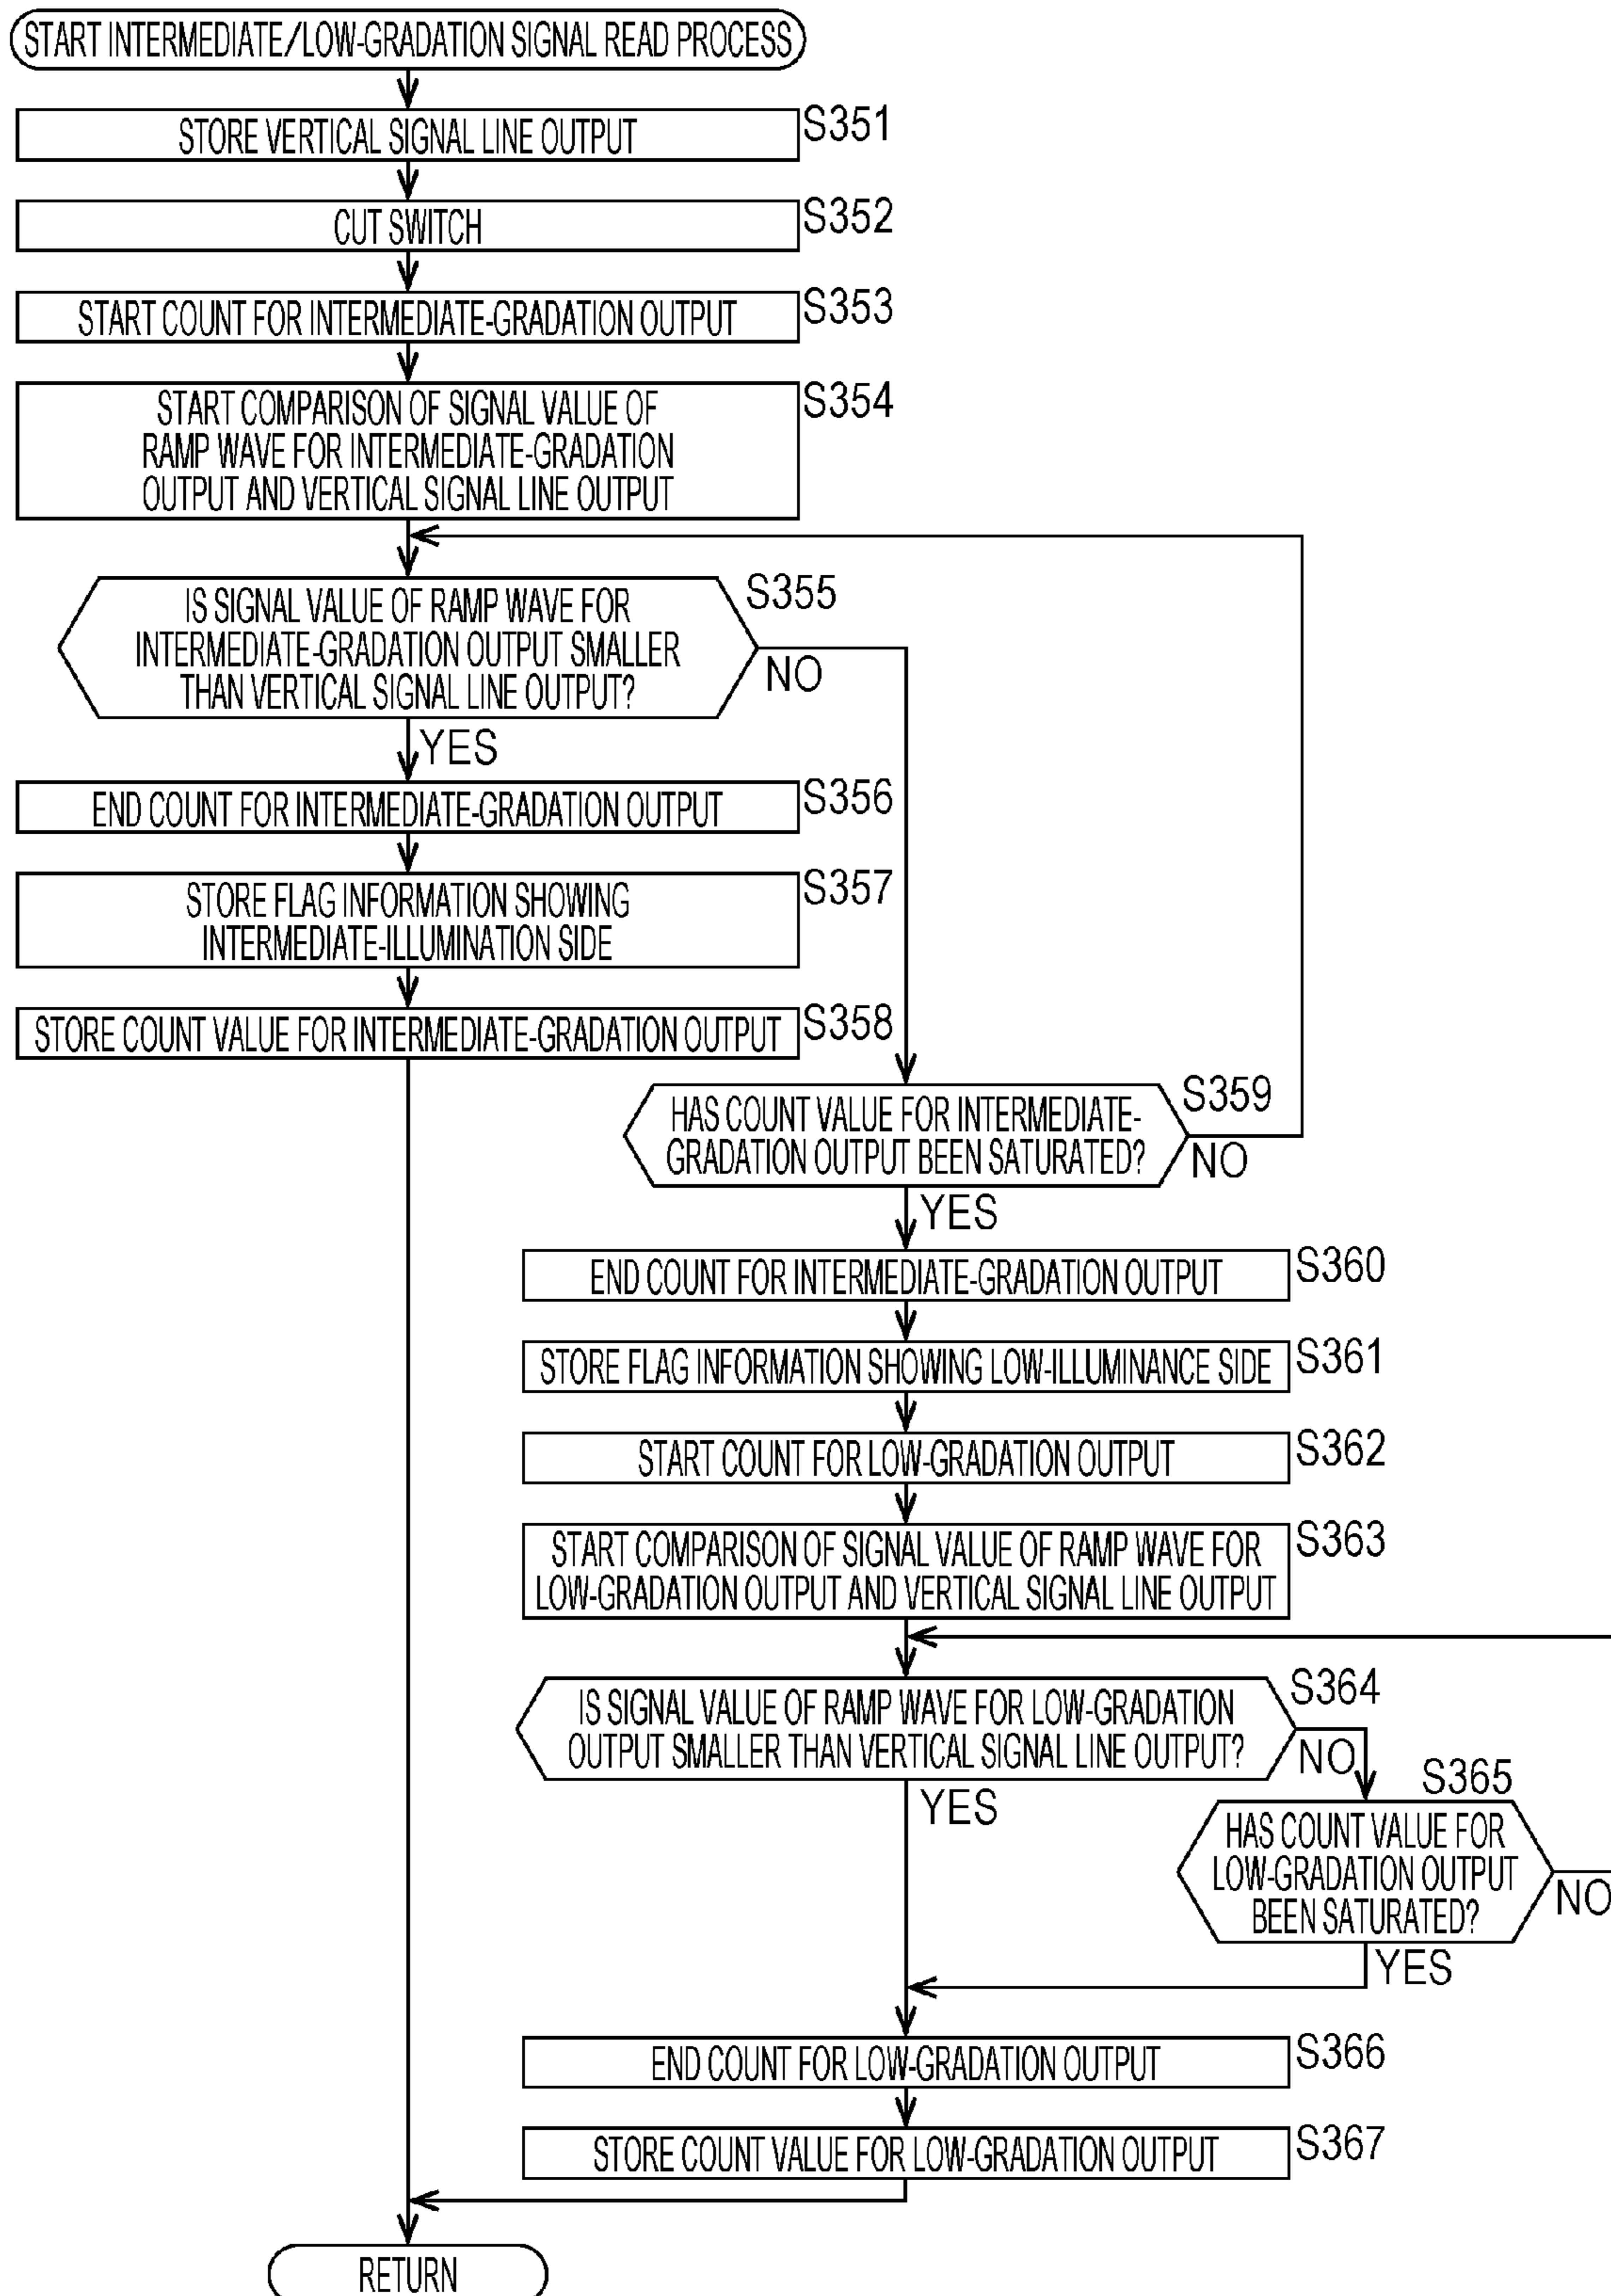 START INTERMEDIATE/LOW-GRADATION SIGNAL READ PROCESS
STORE VERTICAL SIGNAL LINE OUTPUT
S351
CUT SWITCH
S352
START COUNT FOR INTERMEDIATE-GRADATION OUTPUT
S353
START COMPARISON OF SIGNAL VALUE OF
RAMP WAVE FOR INTERMEDIATE-GRADATION
OUTPUT AND VERTICAL SIGNAL LINE OUTPUT
S354
IS SIGNAL VALUE OF RAMP WAVE FOR
INTERMEDIATE-GRADATION OUTPUT SMALLER
THAN VERTICAL SIGNAL LINE OUTPUT?
S355
NO
YES
END COUNT FOR INTERMEDIATE-GRADATION OUTPUT
S356
STORE FLAG INFORMATION SHOWING
INTERMEDIATE-ILLUMINATION SIDE
S357
STORE COUNT VALUE FOR INTERMEDIATE-GRADATION OUTPUT
S358
HAS COUNT VALUE FOR INTERMEDIATE-
GRADATION OUTPUT BEEN SATURATED?
S359
NO
YES
END COUNT FOR INTERMEDIATE-GRADATION OUTPUT
S360
STORE FLAG INFORMATION SHOWING LOW-ILLUMINANCE SIDE
S361
START COUNT FOR LOW-GRADATION OUTPUT
S362
START COMPARISON OF SIGNAL VALUE OF RAMP WAVE FOR
LOW-GRADATION OUTPUT AND VERTICAL SIGNAL LINE OUTPUT
S363
IS SIGNAL VALUE OF RAMP WAVE FOR LOW-GRADATION
OUTPUT SMALLER THAN VERTICAL SIGNAL LINE OUTPUT?
S364
NO
YES
S365
HAS COUNT VALUE FOR
LOW-GRADATION OUTPUT
BEEN SATURATED?
NO
YES
END COUNT FOR LOW-GRADATION OUTPUT
S366
STORE COUNT VALUE FOR LOW-GRADATION OUTPUT
S367
RETURN